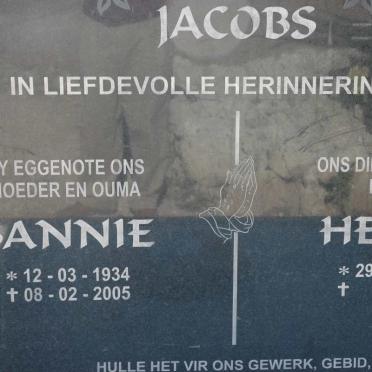 JACOBS
IN LIEFDEVOLLE HERINNERIN
Y EGGENOTE ONS
MOEDER EN OUMA
SANNIE
* 12 - 03 - 1934
✝ 08 - 02 - 2005
ONS DI
HE
* 29
✝
HULLE HET VIR ONS GEWERK, GEBID,